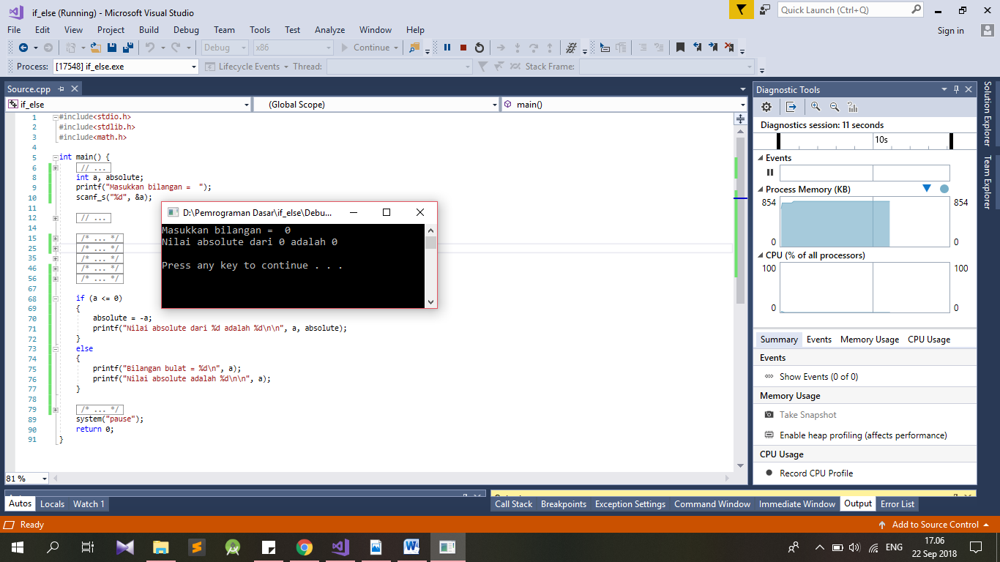 if_else (Running) - Microsoft Visual Studio
Quick Launch (Ctrl+Q)
File Edit View Project Build Debug Team Tools Test Analyze Window Help
Sign in
Debug x86 Continue
Process: [17548] if_else.exe Lifecycle Events Thread: Stack Frame:
Source.cpp
if_else (Global Scope) main()
1 #include<stdio.h>
2 #include<stdlib.h>
3 #include<math.h>
4
5 int main() {
6 // ...
8 int a, absolute;
9 printf("Masukkan bilangan =  ");
10 scanf_s("%d", &a);
11
12 // ...
14
15 /* ... */
25 /* ... */
35 /* ... */
46 /* ... */
56 /* ... */
67
68 if (a <= 0)
69 {
70 absolute = -a;
71 printf("Nilai absolute dari %d adalah %d\n\n", a, absolute);
72 }
73 else
74 {
75 printf("Bilangan bulat = %d\n", a);
76 printf("Nilai absolute adalah %d\n\n", a);
77 }
78
79 /* ... */
89 system("pause");
90 return 0;
91 }
81 %
D:\Pemrograman Dasar\if_else\Debu...
Masukkan bilangan =  0
Nilai absolute dari 0 adalah 0
Press any key to continue . . .
Diagnostic Tools
Diagnostics session: 11 seconds
10s
Events
Process Memory (KB)
854 854
0 0
CPU (% of all processors)
100 100
0 0
Summary Events Memory Usage CPU Usage
Events
Show Events (0 of 0)
Memory Usage
Take Snapshot
Enable heap profiling (affects performance)
CPU Usage
Record CPU Profile
Solution Explorer
Team Explorer
Autos Locals Watch 1
Call Stack Breakpoints Exception Settings Command Window Immediate Window Output Error List
Ready
Add to Source Control
ENG
17.06
22 Sep 2018